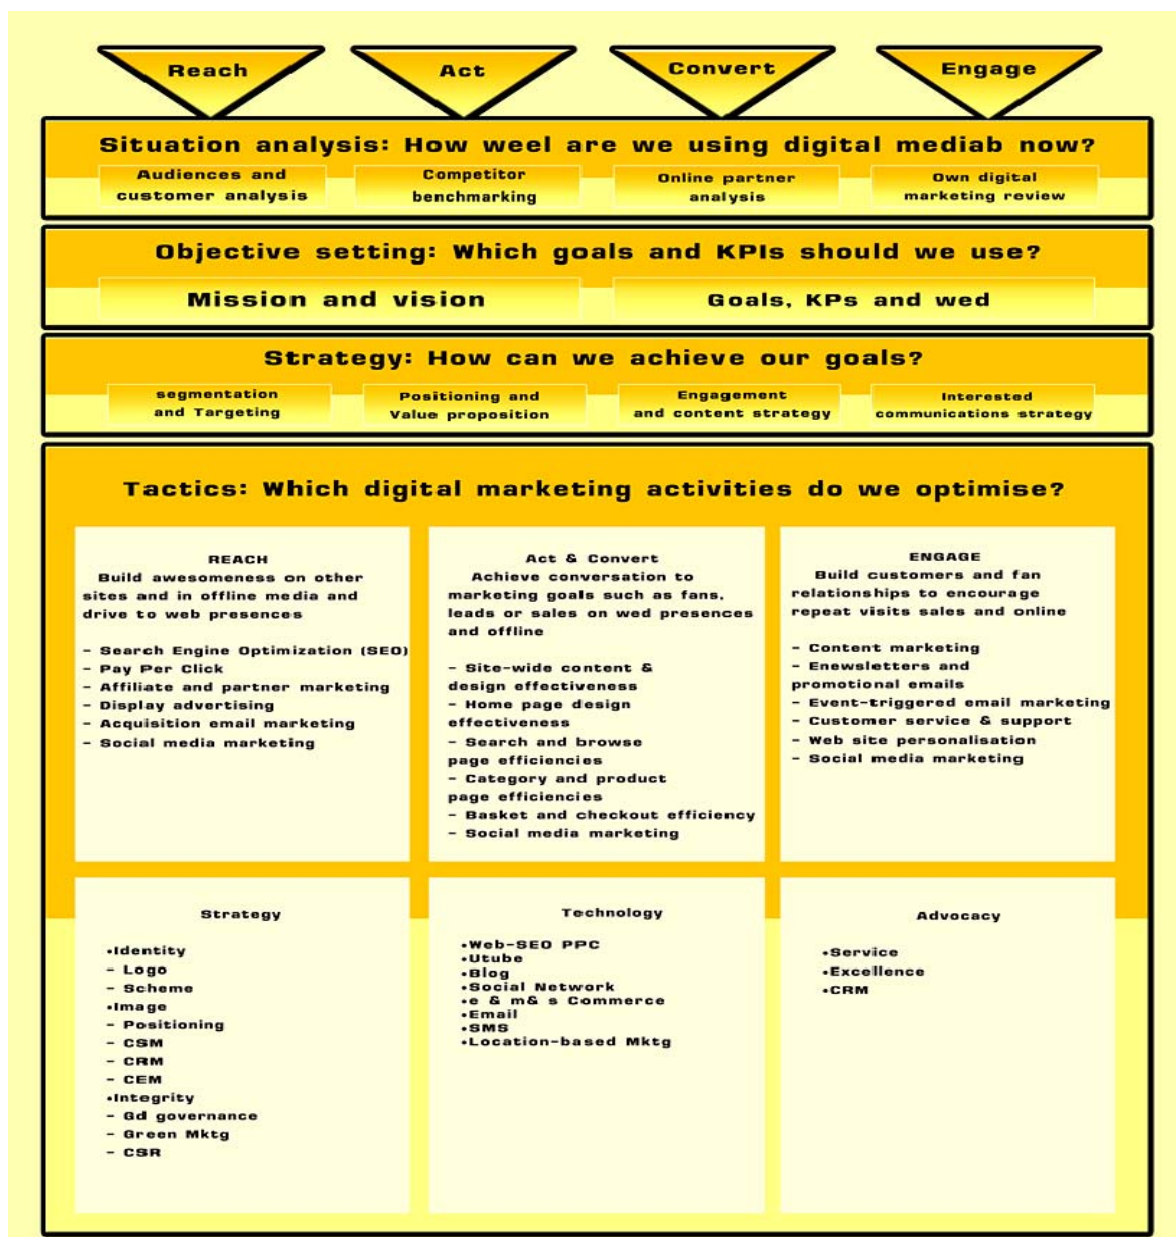 Reach
Act
Convert
Engage
Situation analysis: How weel are we using digital mediab now?
Audiences and
customer analysis
Competitor
benchmarking
Online partner
analysis
Own digital
marketing review
Objective setting: Which goals and KPIs should we use?
Mission and vision
Goals, KPs and wed
Strategy: How can we achieve our goals?
segmentation
and Targeting
Positioning and
Value proposition
Engagement
and content strategy
Interested
communications strategy
Tactics: Which digital marketing activities do we optimise?
REACH
Build awesomeness on other
sites and in offline media and
drive to web presences
- Search Engine Optimization (SEO)
- Pay Per Click
- Affiliate and partner marketing
- Display advertising
- Acquisition email marketing
- Social media marketing
Act & Convert
Achieve conversation to
marketing goals such as fans,
leads or sales on wed presences
and offline
- Site-wide content &
design effectiveness
- Home page design
effectiveness
- Search and browse
page efficiencies
- Category and product
page efficiencies
- Basket and checkout efficiency
- Social media marketing
ENGAGE
Build customers and fan
relationships to encourage
repeat visits sales and online
- Content marketing
- Enewsletters and
promotional emails
- Event-triggered email marketing
- Customer service & support
- Web site personalisation
- Social media marketing
Strategy
•Identity
- Logo
- Scheme
•Image
- Positioning
- CSM
- CRM
- CEM
•Integrity
- Gd governance
- Green Mktg
- CSR
Technology
•Web-SEO PPC
•Utube
•Blog
•Social Network
•e & m& s Commerce
•Email
•SMS
•Location-based Mktg
Advocacy
•Service
•Excellence
•CRM